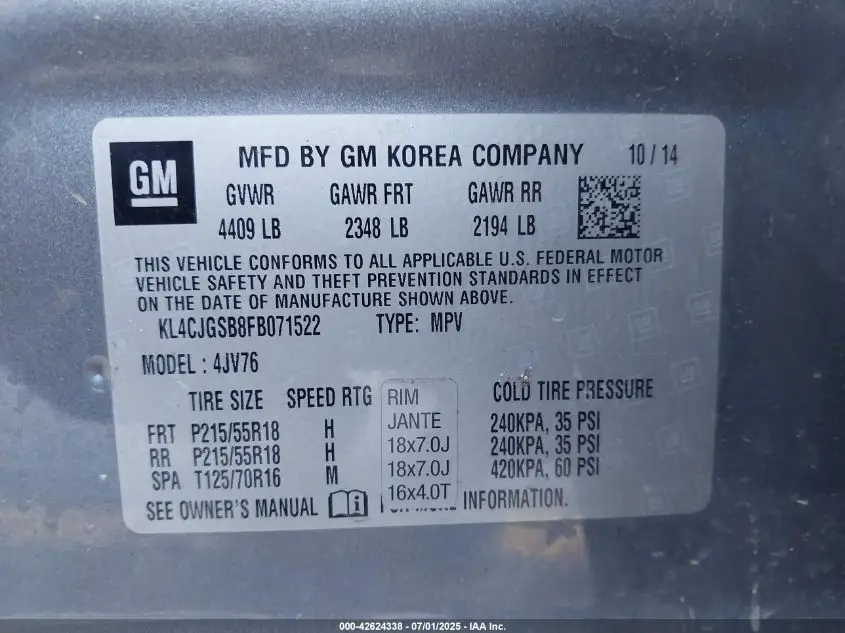 GM
MFD BY GM KOREA COMPANY 10/14
GVWR GAWR FRT GAWR RR
4409 LB 2348 LB 2194 LB
THIS VEHICLE CONFORMS TO ALL APPLICABLE U.S. FEDERAL MOTOR
VEHICLE SAFETY AND THEFT PREVENTION STANDARDS IN EFFECT
ON THE DATE OF MANUFACTURE SHOWN ABOVE.
KL4CJGSB8FB071522 TYPE: MPV
MODEL : 4JV76
TIRE SIZE SPEED RTG RIM JANTE COLD TIRE PRESSURE
FRT P215/55R18 H 18x7.0J 240KPA, 35 PSI
RR P215/55R18 H 18x7.0J 240KPA, 35 PSI
SPA T125/70R16 M 16x4.0T 420KPA, 60 PSI
SEE OWNER'S MANUAL INFORMATION.
000-42624338 - 07/01/2025 - IAA Inc.